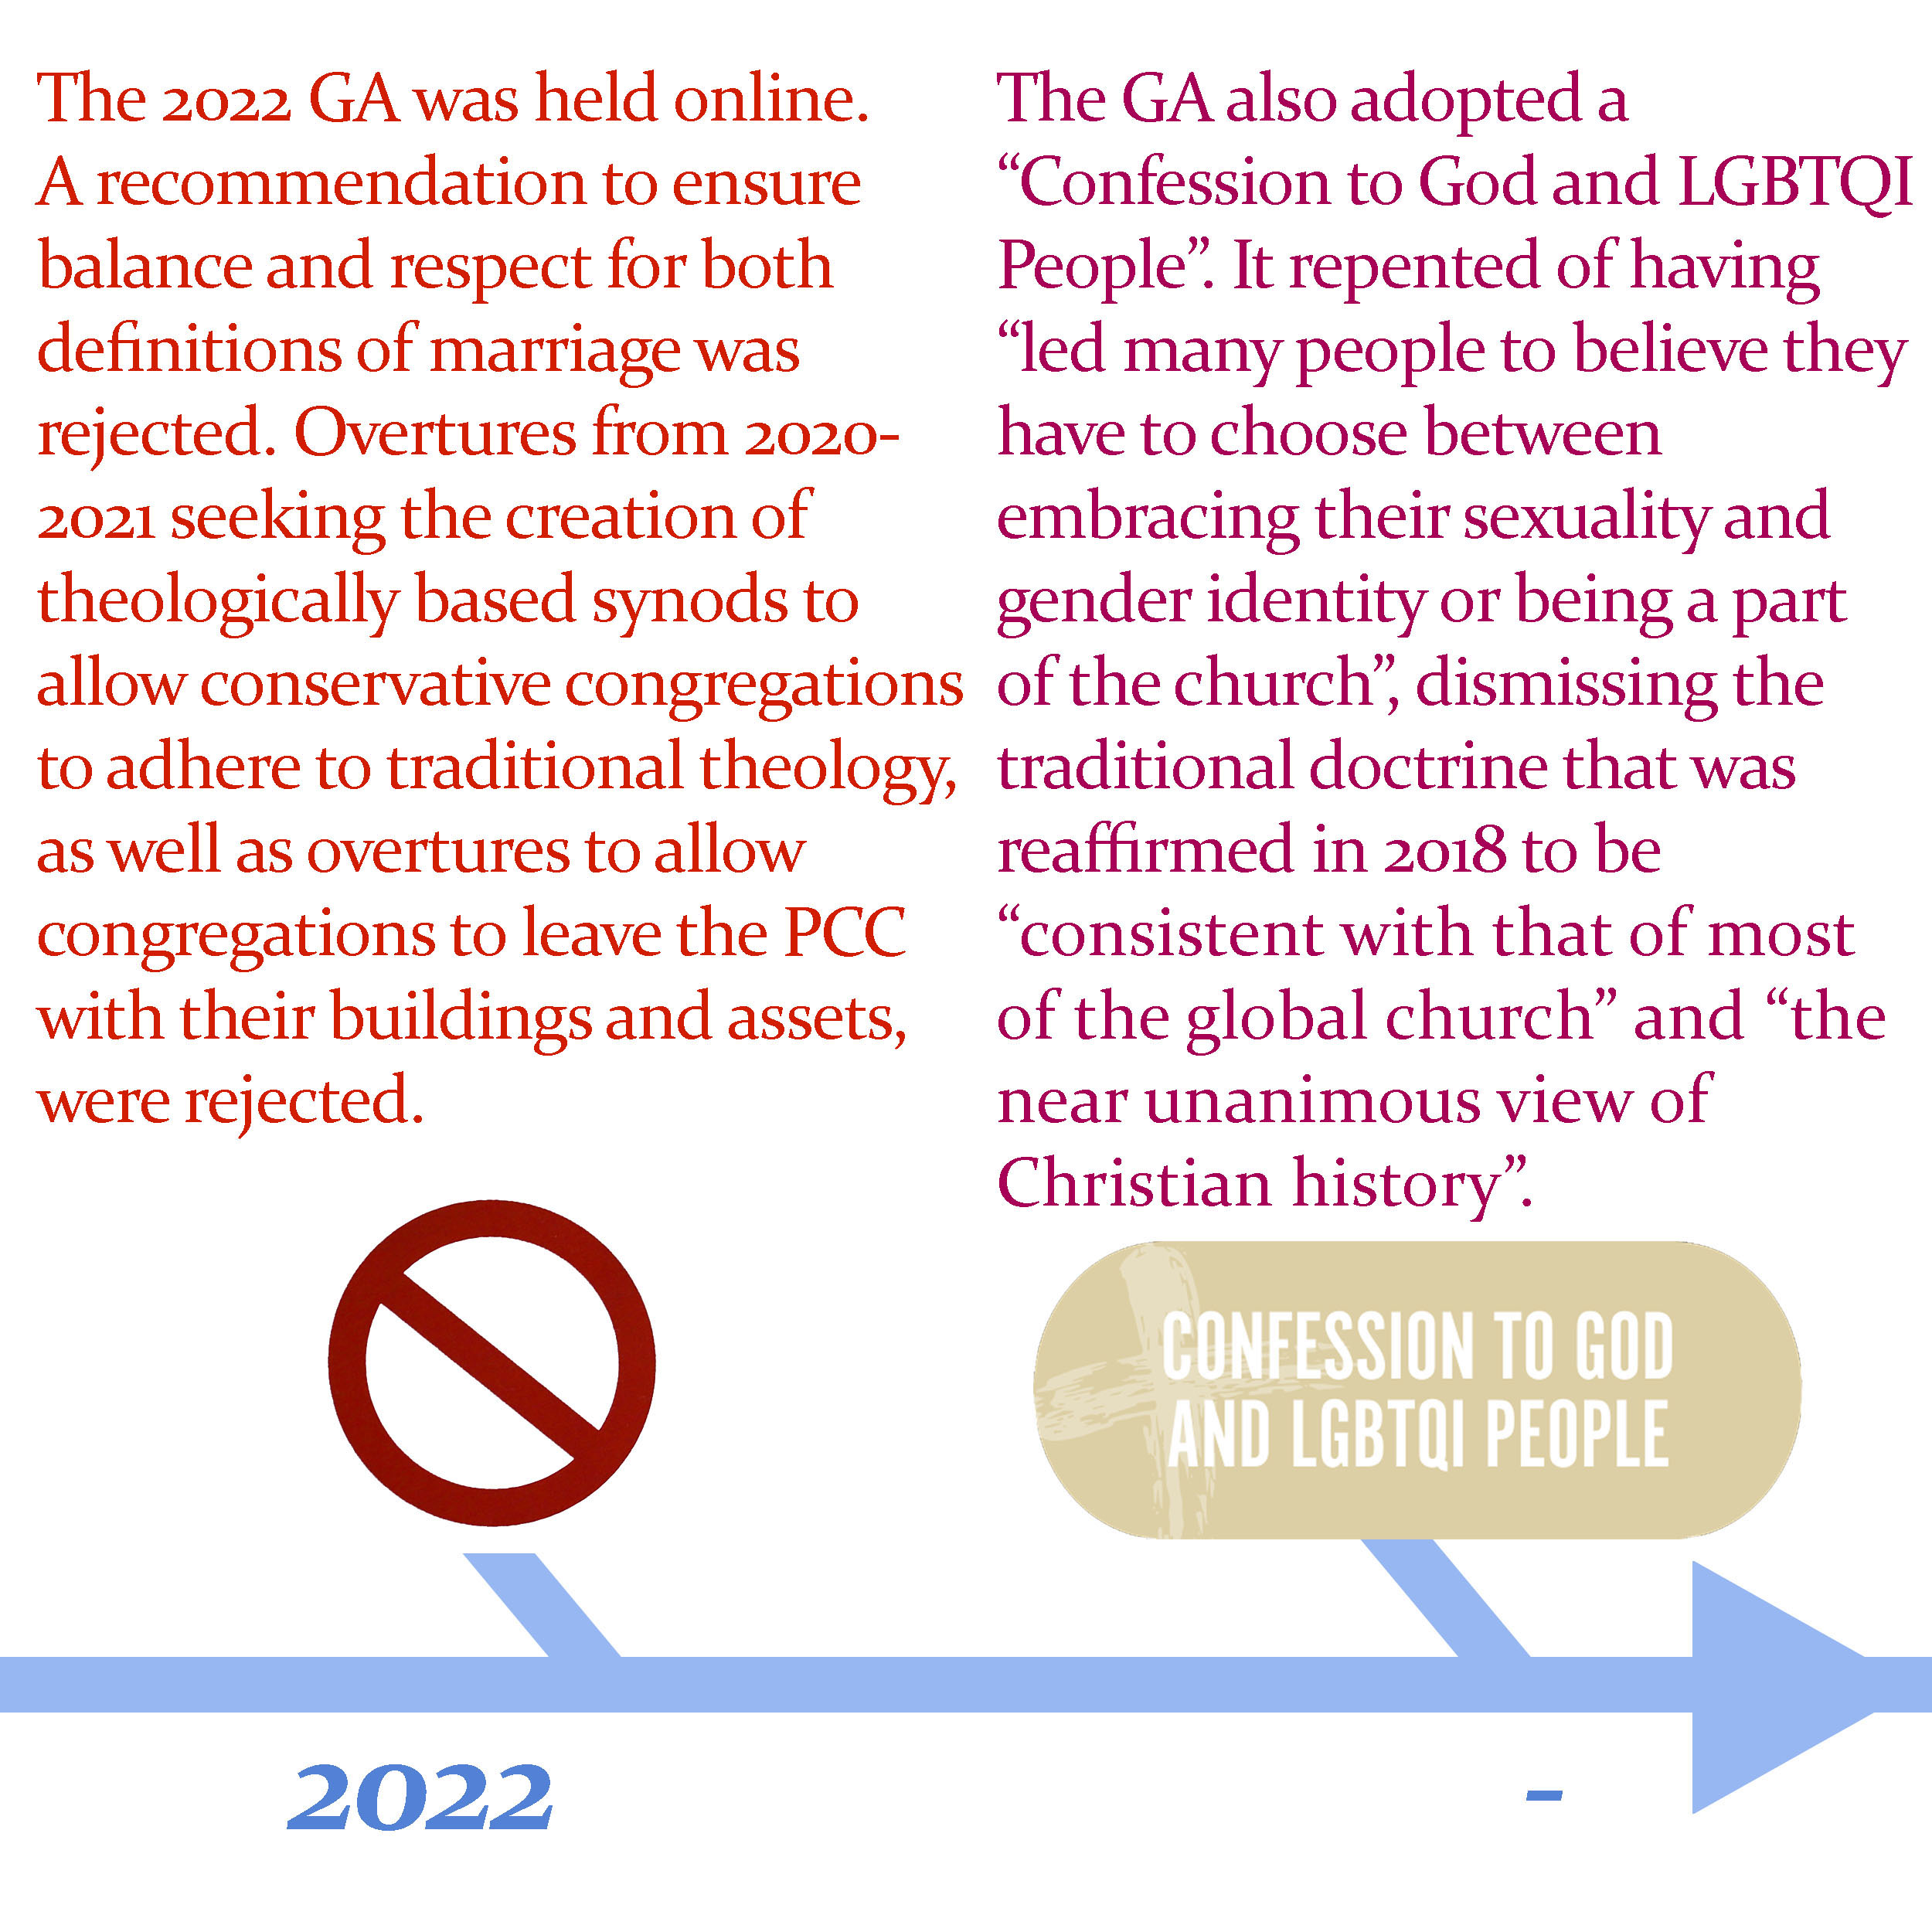 The 2022 GA was held online.
A recommendation to ensure
balance and respect for both
definitions of marriage was
rejected. Overtures from 2020-
2021 seeking the creation of
theologically based synods to
allow conservative congregations
to adhere to traditional theology,
as well as overtures to allow
congregations to leave the PCC
with their buildings and assets,
were rejected.
The GA also adopted a
“Confession to God and LGBTQI
People”. It repented of having
“led many people to believe they
have to choose between
embracing their sexuality and
gender identity or being a part
of the church”, dismissing the
traditional doctrine that was
reaffirmed in 2018 to be
“consistent with that of most
of the global church” and “the
near unanimous view of
Christian history”.
CONFESSION TO GOD
AND LGBTQI PEOPLE
2022
-